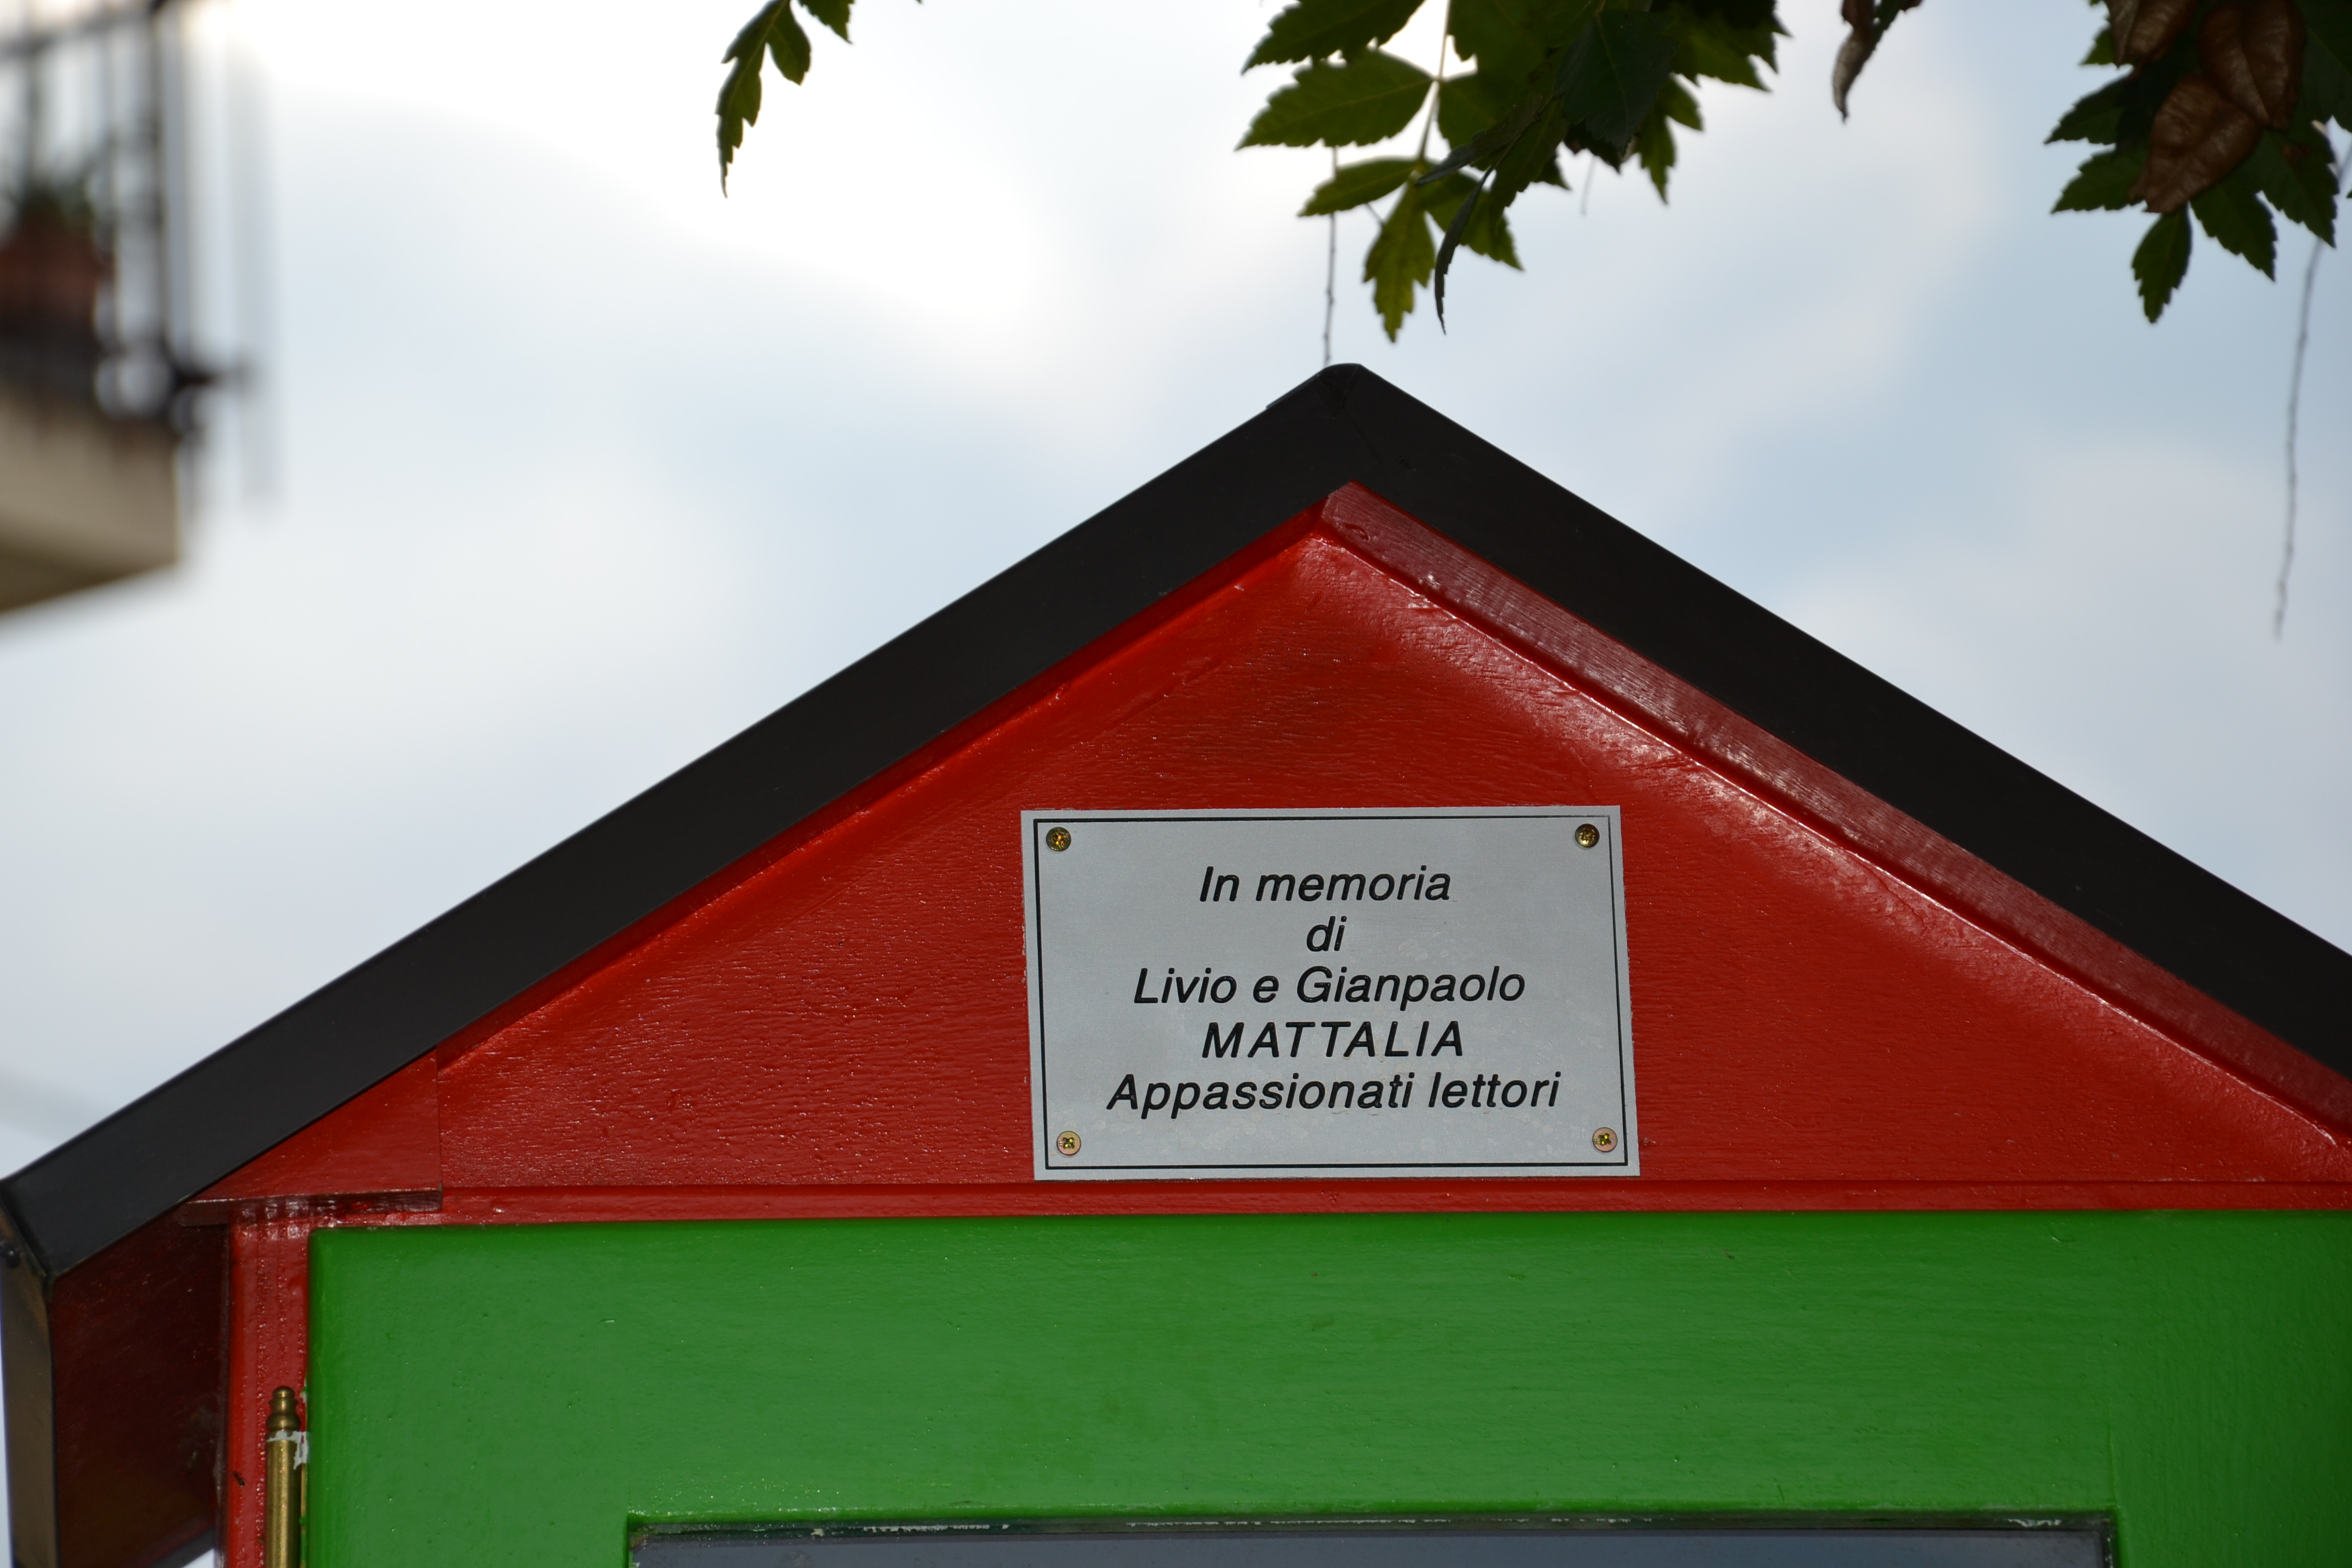 In memoria
di
Livio e Gianpaolo
MATTALIA
Appassionati lettori